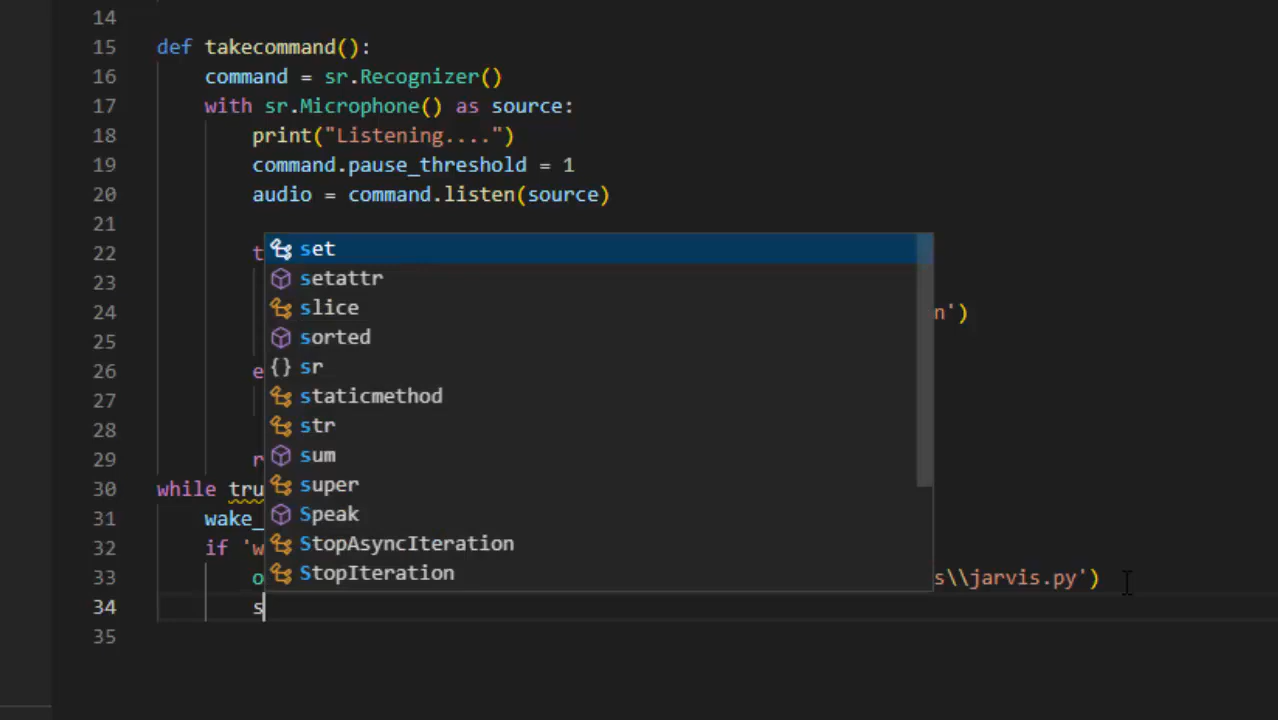 14
15 def takecommand():
16 command = sr.Recognizer()
17 with sr.Microphone() as source:
18 print("Listening....")
19 command.pause_threshold = 1
20 audio = command.listen(source)
21
22 t set
23 setattr
24 slice n')
25 sorted
26 e sr
27 staticmethod
28 str
29 r sum
30 while tru super
31 wake_ Speak
32 if 'w StopAsyncIteration
33 o StopIteration s\\jarvis.py')
34 s
35